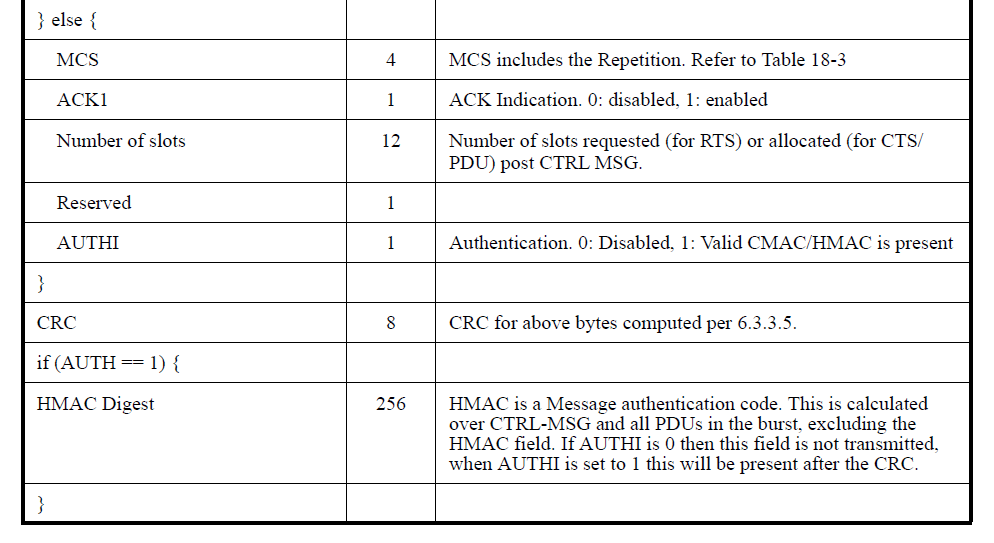 } else {
MCS 4 MCS includes the Repetition. Refer to Table 18-3
ACK1 1 ACK Indication. 0: disabled, 1: enabled
Number of slots 12 Number of slots requested (for RTS) or allocated (for CTS/
PDU) post CTRL MSG.
Reserved 1
AUTHI 1 Authentication. 0: Disabled, 1: Valid CMAC/HMAC is present
}
CRC 8 CRC for above bytes computed per 6.3.3.5.
if (AUTH == 1) {
HMAC Digest 256 HMAC is a Message authentication code. This is calculated
over CTRL-MSG and all PDUs in the burst, excluding the
HMAC field. If AUTHI is 0 then this field is not transmitted,
when AUTHI is set to 1 this will be present after the CRC.
}